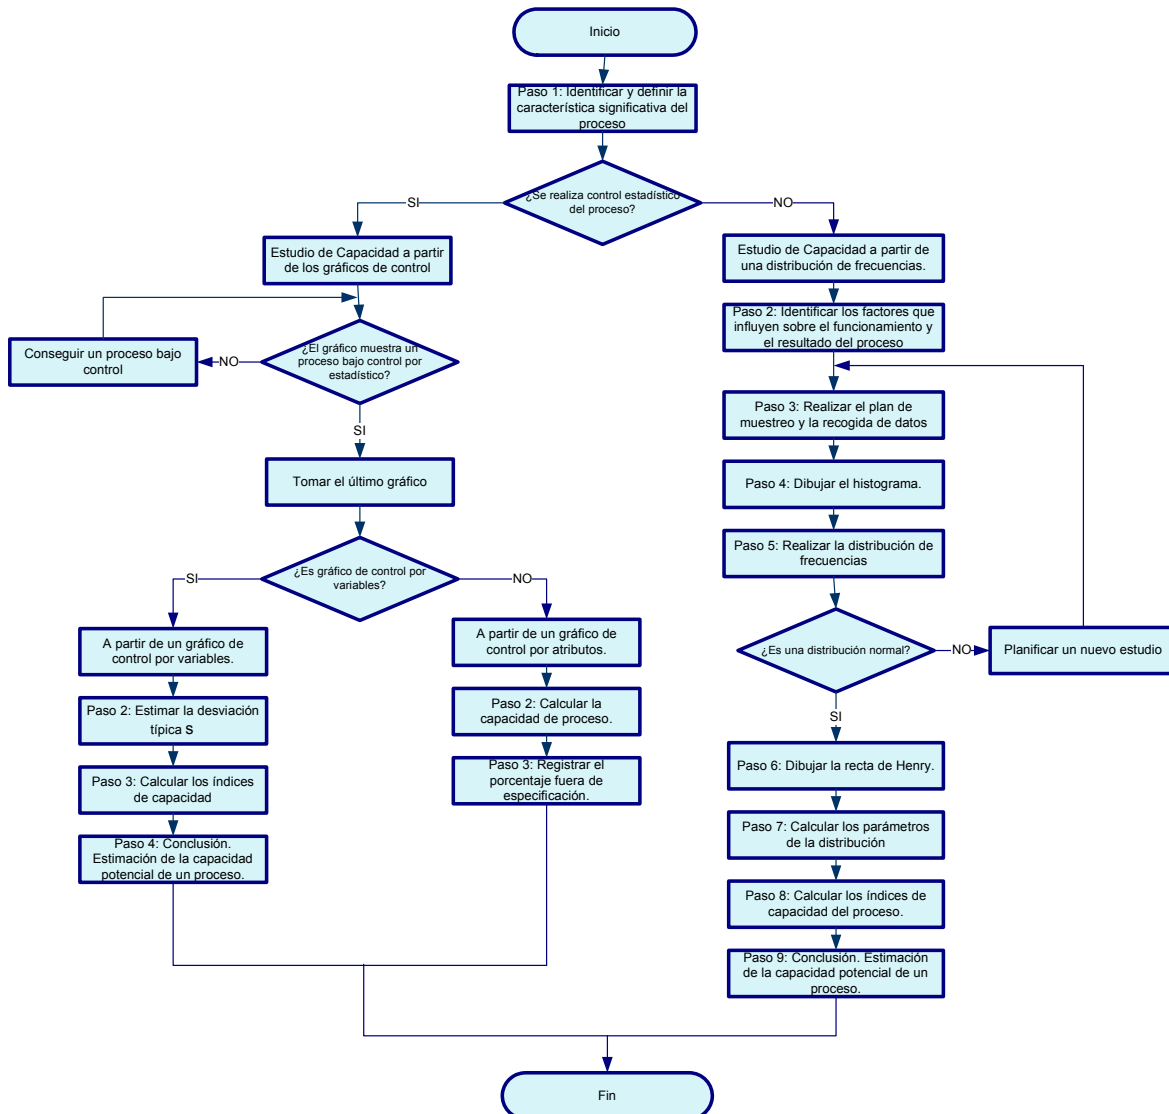 Inicio
Paso 1: Identificar y definir la
característica significativa del
proceso
¿Se realiza control estadístico
del proceso?
SI
NO
Estudio de Capacidad a partir
de los gráficos de control
¿El gráfico muestra un
proceso bajo control por
estadístico?
NO
Conseguir un proceso bajo
control
SI
Tomar el último gráfico
¿Es gráfico de control por
variables?
SI
NO
A partir de un gráfico de
control por variables.
Paso 2: Estimar la desviación
típica s
Paso 3: Calcular los índices
de capacidad
Paso 4: Conclusión.
Estimación de la capacidad
potencial de un proceso.
A partir de un gráfico de
control por atributos.
Paso 2: Calcular la
capacidad de proceso.
Paso 3: Registrar el
porcentaje fuera de
especificación.
Estudio de Capacidad a partir de
una distribución de frecuencias.
Paso 2: Identificar los factores que
influyen sobre el funcionamiento y
el resultado del proceso
Paso 3: Realizar el plan de
muestreo y la recogida de datos
Paso 4: Dibujar el histograma.
Paso 5: Realizar la distribución de
frecuencias
¿Es una distribución normal?
NO
Planificar un nuevo estudio
SI
Paso 6: Dibujar la recta de Henry.
Paso 7: Calcular los parámetros
de la distribución
Paso 8: Calcular los índices de
capacidad del proceso.
Paso 9: Conclusión. Estimación
de la capacidad potencial de un
proceso.
Fin